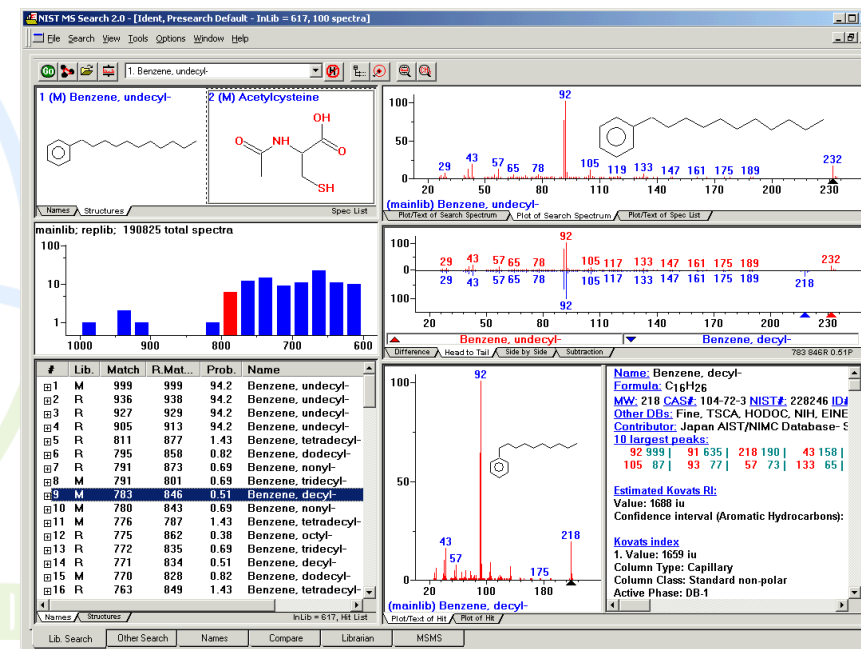 NIST MS Search 2.0 - [Ident, Presearch Default - InLib = 617, 100 spectra]
File Search View Tools Options Window Help
Go 1. Benzene, undecyl- M
1 (M) Benzene, undecyl-
2 (M) Acetylcysteine
OH
O NH O
SH
Names Structures Spec List
mainlib; replib; 190825 total spectra
100
10
1
1000 900 800 700 600
# Lib. Match R.Mat... Prob. Name
1 M 999 999 94.2 Benzene, undecyl-
2 R 936 938 94.2 Benzene, undecyl-
3 R 927 929 94.2 Benzene, undecyl-
4 R 905 913 94.2 Benzene, undecyl-
5 R 811 877 1.43 Benzene, tetradecyl-
6 R 795 858 0.82 Benzene, dodecyl-
7 R 791 873 0.69 Benzene, nonyl-
8 M 791 801 0.69 Benzene, tridecyl-
9 M 783 846 0.51 Benzene, decyl-
10 M 780 843 0.69 Benzene, nonyl-
11 M 776 787 1.43 Benzene, tetradecyl-
12 R 775 862 0.38 Benzene, octyl-
13 R 772 835 0.69 Benzene, tridecyl-
14 R 771 834 0.51 Benzene, decyl-
15 M 770 828 0.82 Benzene, dodecyl-
16 R 763 849 1.43 Benzene, tetradecyl-
Names Structures InLib = 617, Hit List
100
50
0
92
29 43 57 65 78 105 119 133 147 161 175 189 232
20 50 80 110 140 170 200 230
(mainlib) Benzene, undecyl-
Plot/Text of Search Spectrum Plot of Search Spectrum Plot/Text of Spec List
100
92
29 43 57 65 78 105 117 133 147 161 175 189 232
0
29 43 57 65 78 105 117 133 147 161 175 189 218
92
100
20 50 80 110 140 170 200 230
Benzene, undecyl- Benzene, decyl-
Difference Head to Tail Side by Side Subtraction 783 846R 0.51P
100
50
0
92
43
57
175
218
20 100 180
(mainlib) Benzene, decyl-
Plot/Text of Hit Plot of Hit
Name: Benzene, decyl-
Formula: C16H26
MW: 218 CAS#: 104-72-3 NIST#: 228246 ID#
Other DBs: Fine, TSCA, HODOC, NIH, EINE
Contributor: Japan AIST/NIMC Database- S
10 largest peaks:
92 999 | 91 635 | 218 190 | 43 158 |
105 87 | 93 77 | 57 73 | 133 65 |
Estimated Kovats RI:
Value: 1688 iu
Confidence interval (Aromatic Hydrocarbons):
Kovats index
1. Value: 1659 iu
Column Type: Capillary
Column Class: Standard non-polar
Active Phase: DB-1
Lib. Search Other Search Names Compare Librarian MSMS